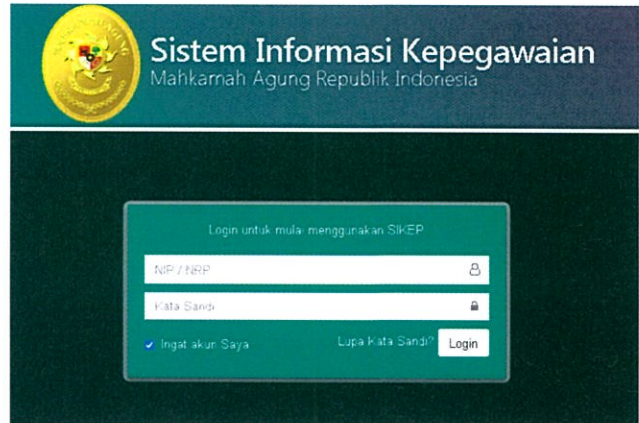 Sistem Informasi Kepegawaian
Mahkamah Agung Republik Indonesia
Login untuk mulai menggunakan SIKEP
NIP / NRP
Kata Sandi
Ingat akun Saya
Lupa Kata Sandi?
Login